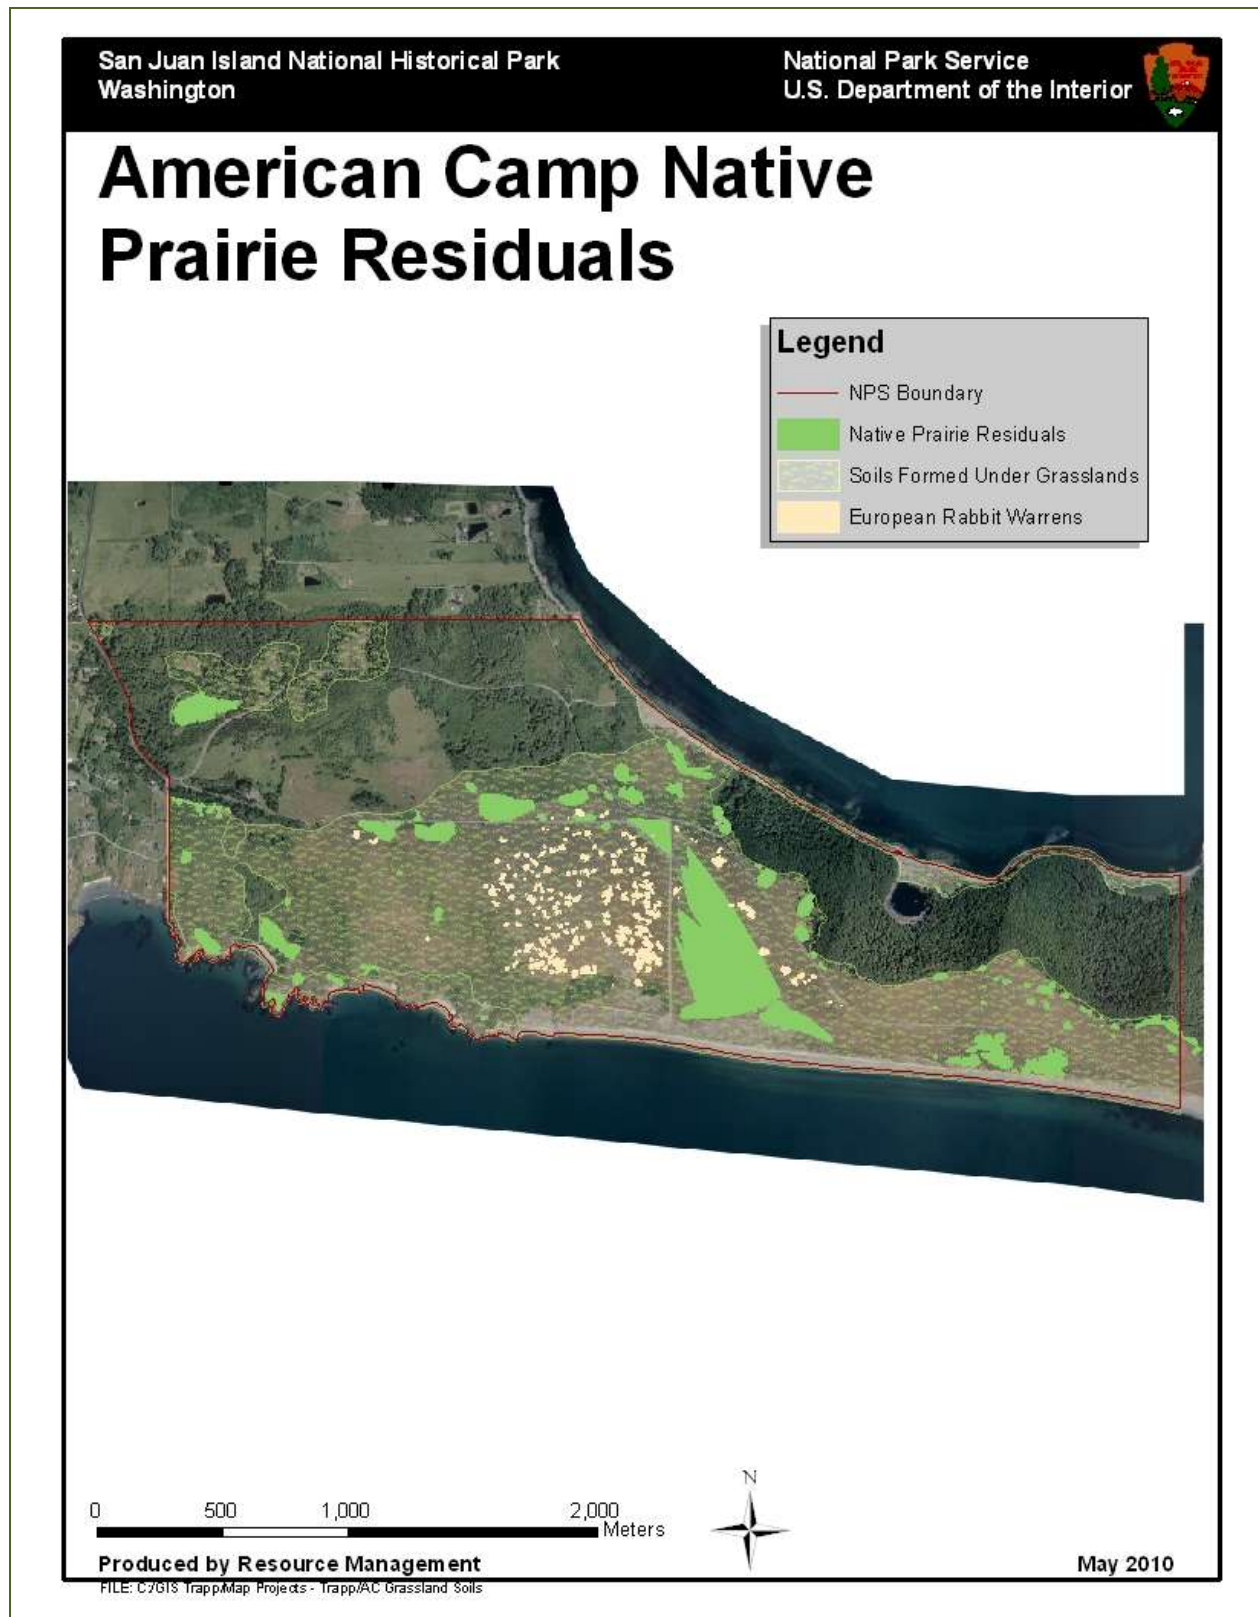 San Juan Island National Historical Park
Washington
National Park Service
U.S. Department of the Interior
American Camp Native
Prairie Residuals
Legend
NPS Boundary
Native Prairie Residuals
Soils Formed Under Grasslands
European Rabbit Warrens
N
0 500 1,000 2,000
Meters
Produced by Resource Management
May 2010
FILE: C:/GIS Trapp/Map Projects - Trapp/AC Grassland Soils